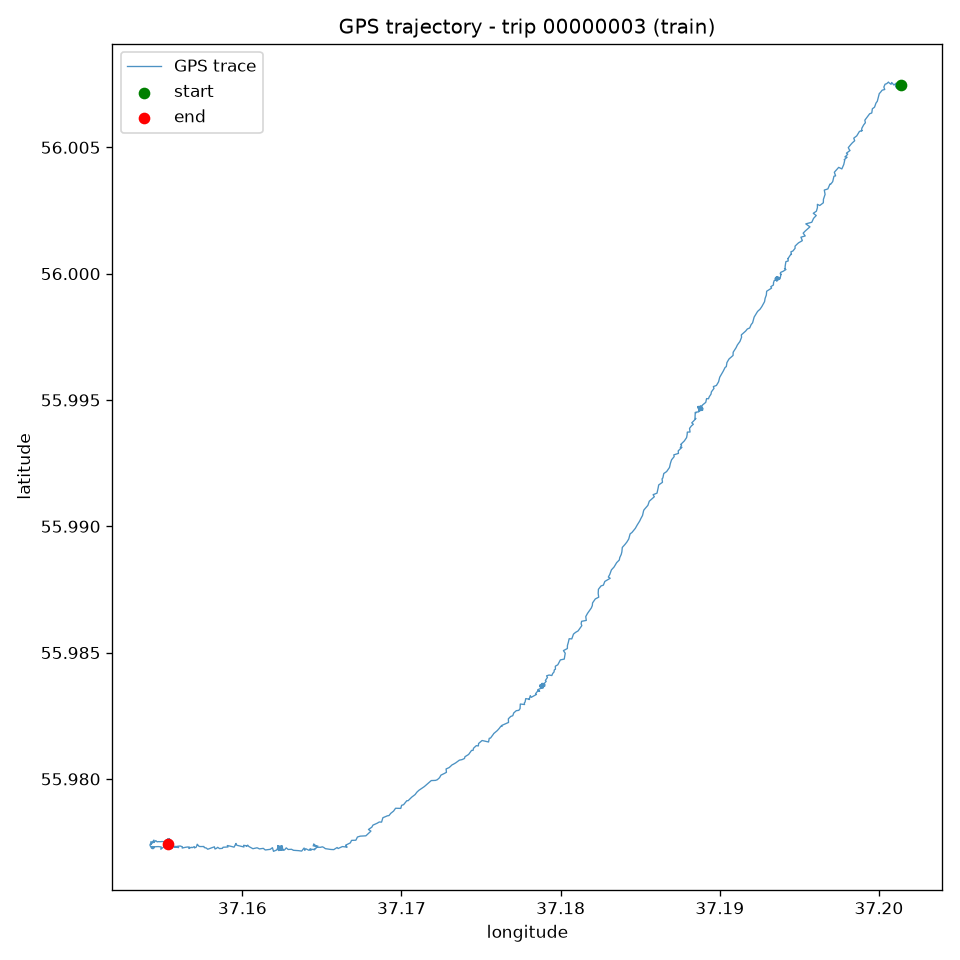 GPS trajectory - trip 00000003 (train)
GPS trace
start
end
56.005
56.000
55.995
55.990
55.985
55.980
latitude
37.16 37.17 37.18 37.19 37.20
longitude